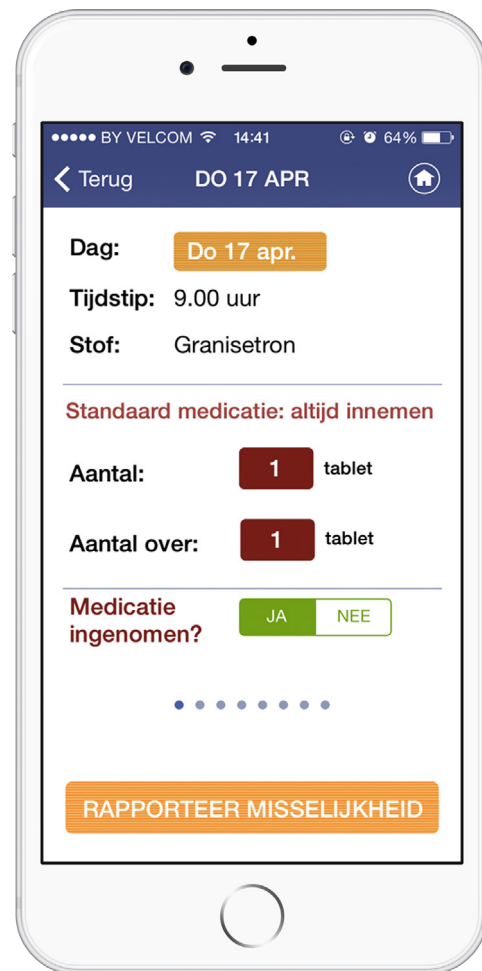 BY VELCOM 14:41 64%
Terug DO 17 APR
Dag: Do 17 apr.
Tijdstip: 9.00 uur
Stof: Granisetron
Standaard medicatie: altijd innemen
Aantal: 1 tablet
Aantal over: 1 tablet
Medicatie
ingenomen?
JA NEE
RAPPORTEER MISSELIJKHEID